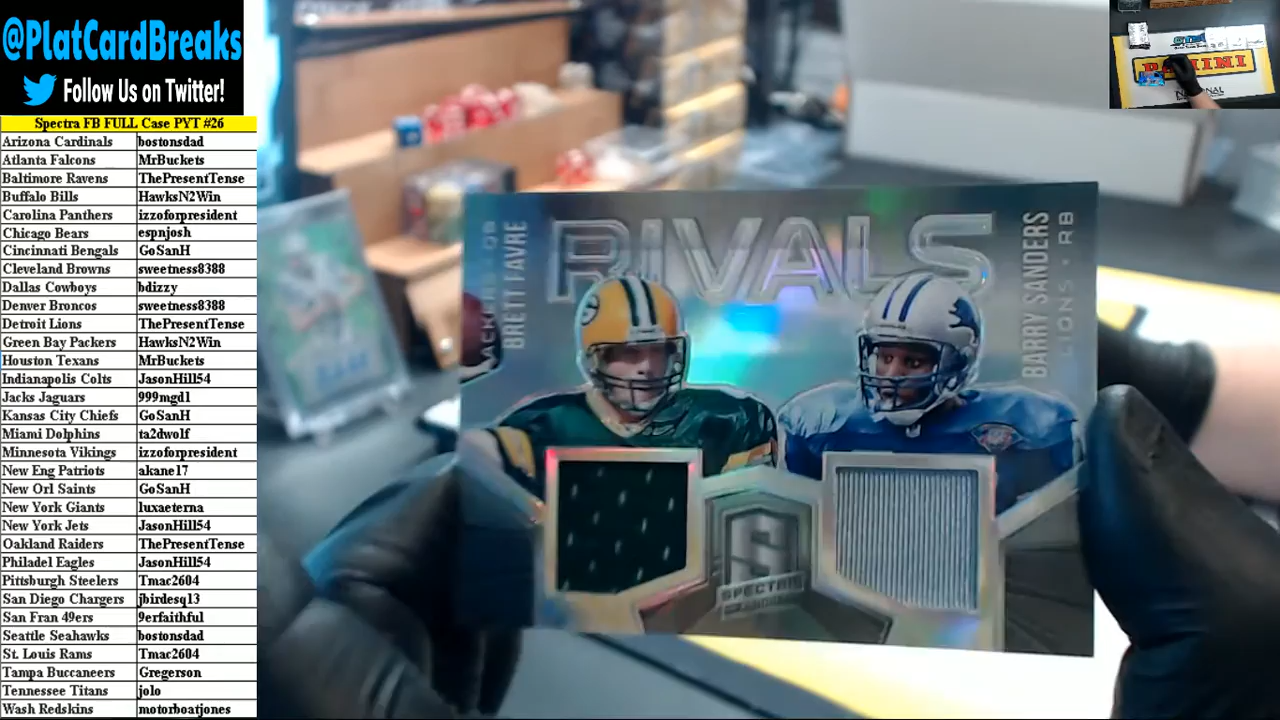 @PlatCardBreaks
Follow Us on Twitter!
Spectra FB FULL Case PYT #26
Arizona Cardinals bostonsdad
Atlanta Falcons MrBuckets
Baltimore Ravens ThePresentTense
Buffalo Bills HawksN2Win
Carolina Panthers izzoforpresident
Chicago Bears espnjosh
Cincinnati Bengals GoSanH
Cleveland Browns sweetness8388
Dallas Cowboys bdizzy
Denver Broncos sweetness8388
Detroit Lions ThePresentTense
Green Bay Packers HawksN2Win
Houston Texans MrBuckets
Indianapolis Colts JasonHill54
Jacks Jaguars 999mgd1
Kansas City Chiefs GoSanH
Miami Dolphins ta2dwolf
Minnesota Vikings izzoforpresident
New Eng Patriots akane17
New Orl Saints GoSanH
New York Giants luxaeterna
New York Jets JasonHill54
Oakland Raiders ThePresentTense
Philadel Eagles JasonHill54
Pittsburgh Steelers Tmac2604
San Diego Chargers jbirdesq13
San Fran 49ers 9erfaithful
Seattle Seahawks bostonsdad
St. Louis Rams Tmac2604
Tampa Buccaneers Gregerson
Tennessee Titans jolo
Wash Redskins motorboatjones
RIVALS
BRETT FAVRE
QB
BARRY SANDERS
LIONS • RB
S
SPECTRA
PANINI